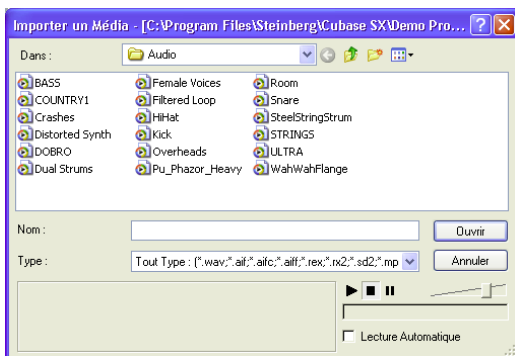 Importer un Média - [C:\Program Files\Steinberg\Cubase SX\Demo Pro...
Dans :
Audio
BASS
COUNTRY1
Crashes
Distorted Synth
DOBRO
Dual Strums
Female Voices
Filtered Loop
HiHat
Kick
Overheads
Pu_Phazor_Heavy
Room
Snare
SteelStringStrum
STRINGS
ULTRA
WahWahFlange
Nom :
Ouvrir
Type :
Tout Type : (*.wav;*.aif;*.aifc;*.aiff;*.rex;*.rx2;*.sd2;*.mp
Annuler
Lecture Automatique